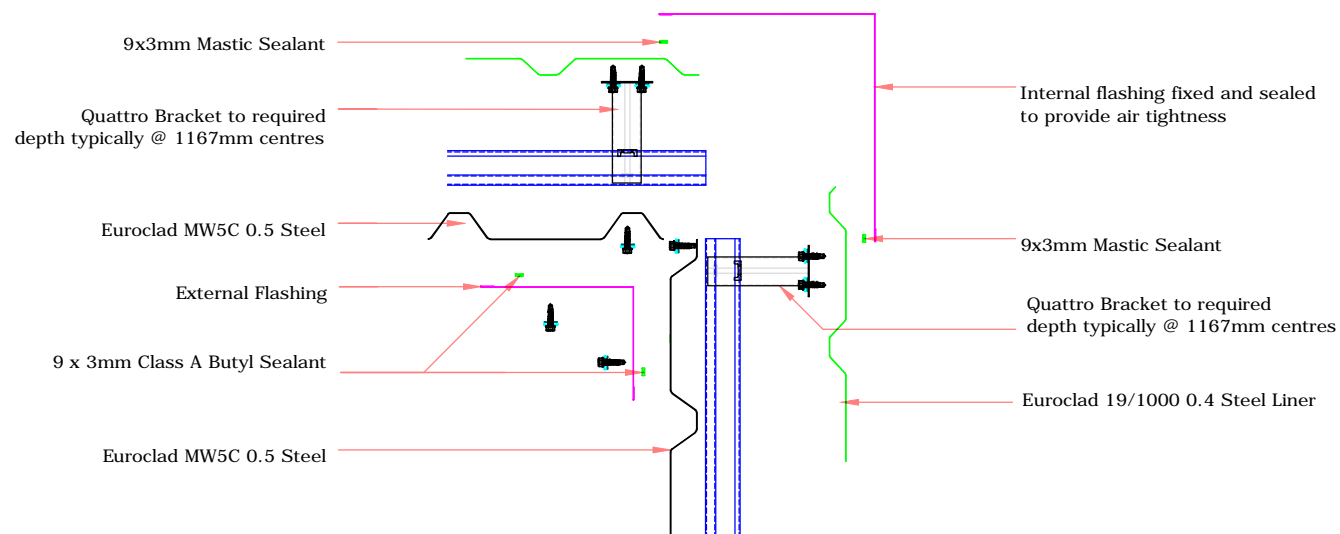 9x3mm Mastic Sealant
Quattro Bracket to required
depth typically @ 1167mm centres
Euroclad MW5C 0.5 Steel
External Flashing
9 x 3mm Class A Butyl Sealant
Euroclad MW5C 0.5 Steel
Internal flashing fixed and sealed
to provide air tightness
9x3mm Mastic Sealant
Quattro Bracket to required
depth typically @ 1167mm centres
Euroclad 19/1000 0.4 Steel Liner